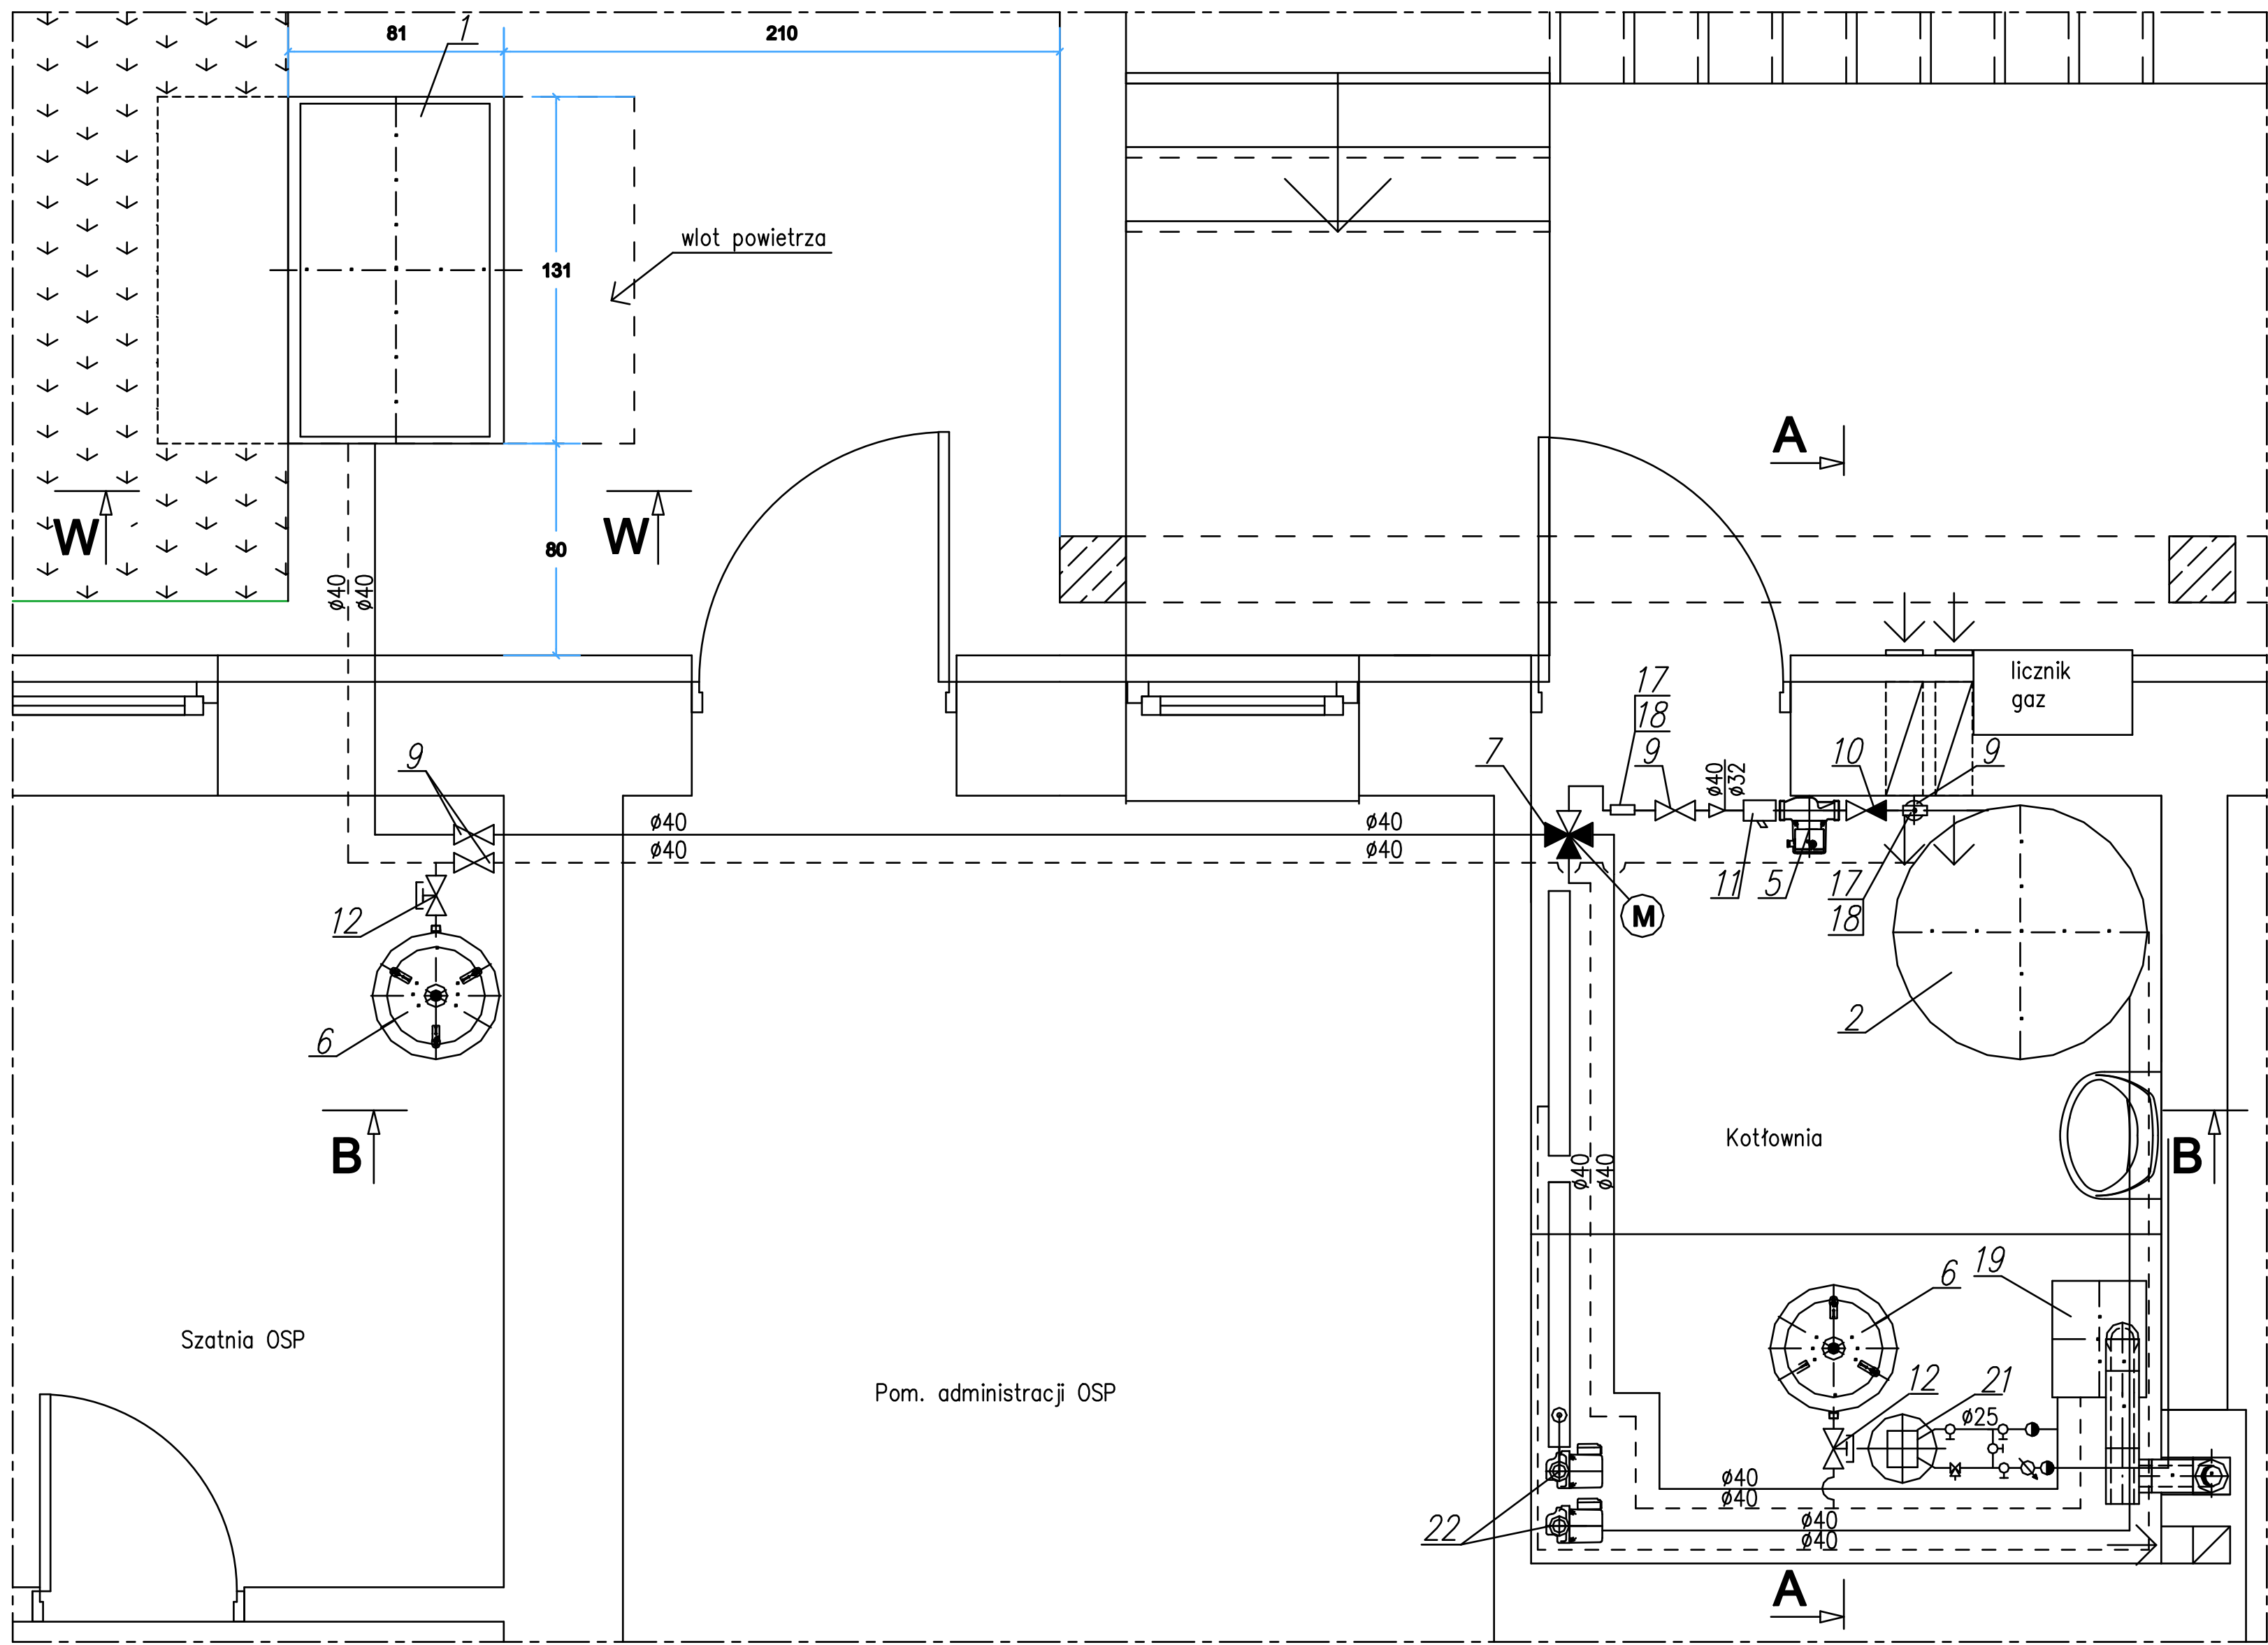 81
1
210
wlot powietrza
131
A
W
W
80
ø40
ø40
17
18
licznik
gaz
9
7
9
ø40
ø32
10
9
ø40
ø40
ø40
ø40
12
11
5
17
18
M
6
2
B
Kotłownia
B
ø40
ø40
6
19
Szatnia OSP
12
21
Pom. administracji OSP
ø25
ø40
ø40
22
ø40
ø40
A